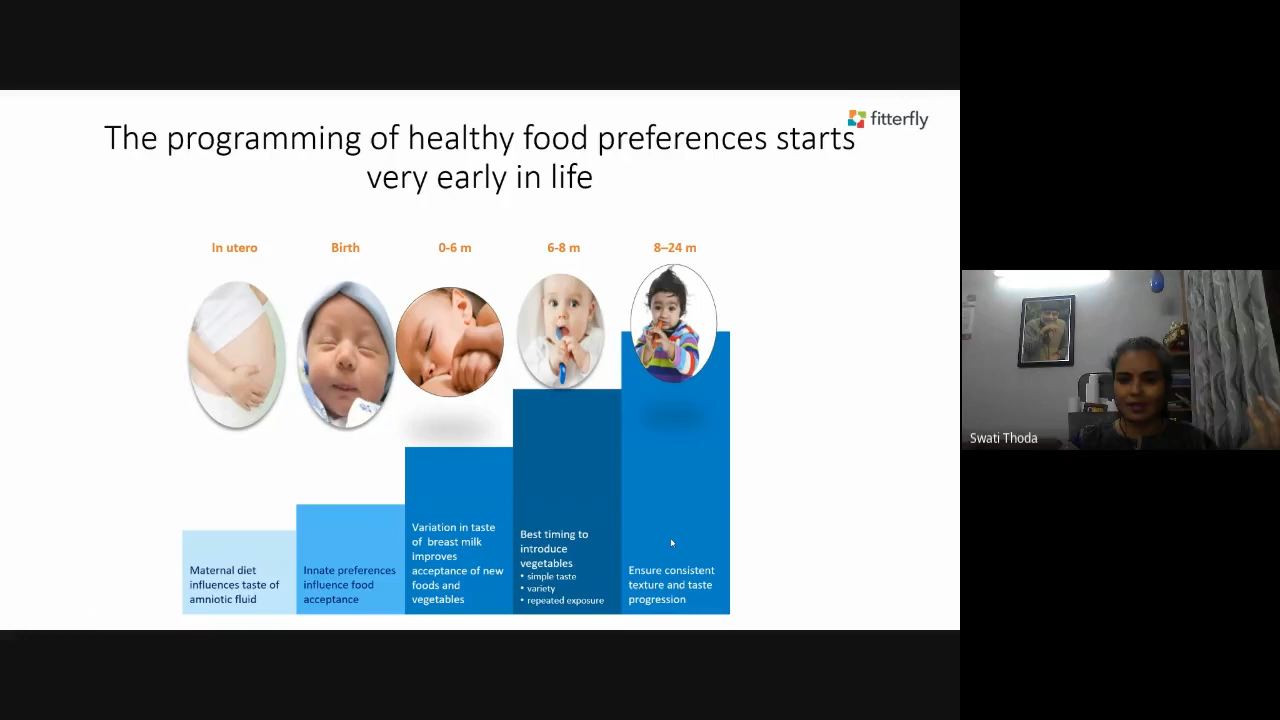 fitterfly
The programming of healthy food preferences starts
very early in life
In utero
Birth
0-6 m
6-8 m
8–24 m
Maternal diet
influences taste of
amniotic fluid
Innate preferences
influence food
acceptance
Variation in taste
of breast milk
improves
acceptance of new
foods and
vegetables
Best timing to
introduce
vegetables
• simple taste
• variety
• repeated exposure
Ensure consistent
texture and taste
progression
Swati Thoda